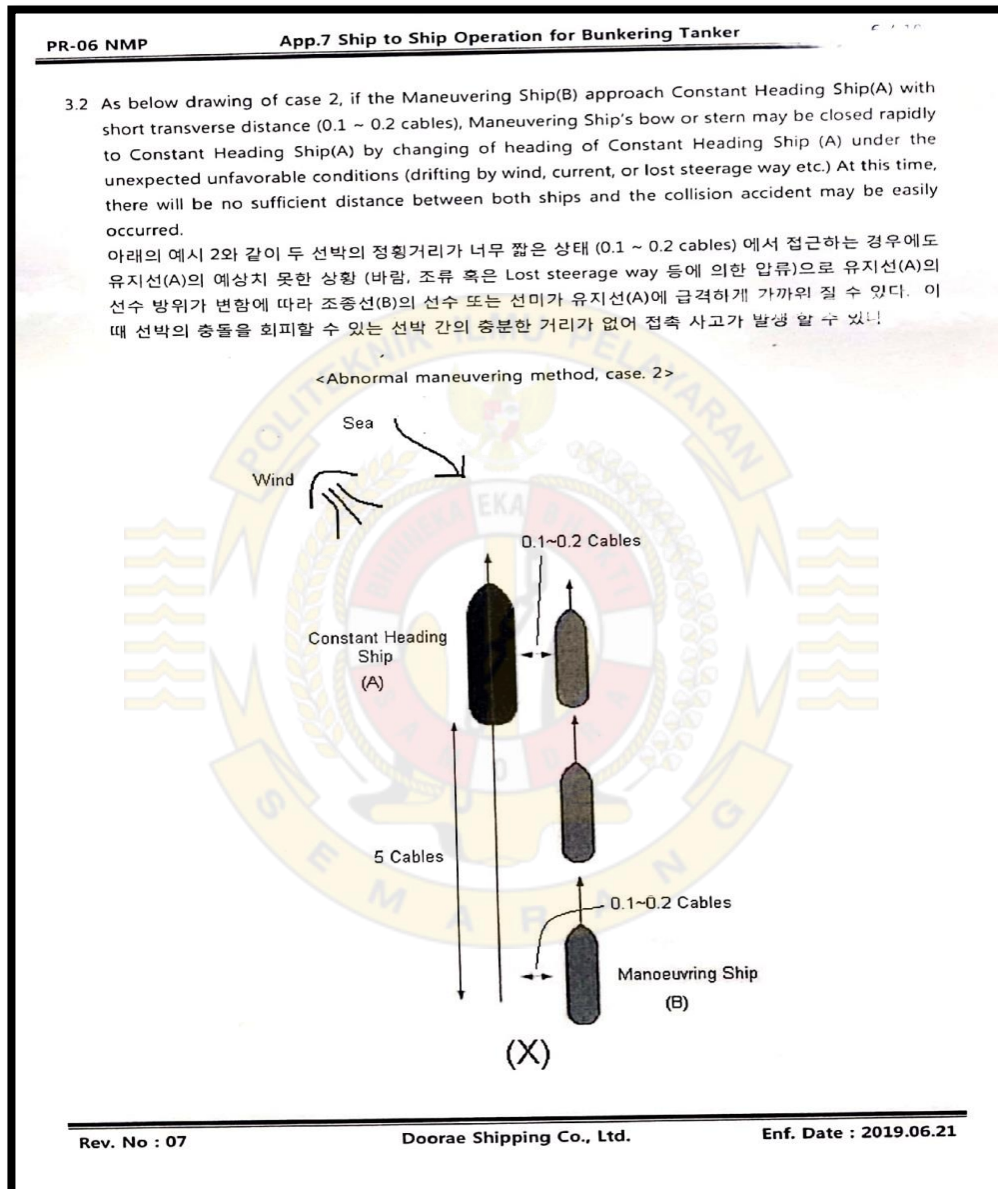 PR-06 NMP App.7 Ship to Ship Operation for Bunkering Tanker
3.2 As below drawing of case 2, if the Maneuvering Ship(B) approach Constant Heading Ship(A) with
short transverse distance (0.1 ~ 0.2 cables), Maneuvering Ship's bow or stern may be closed rapidly
to Constant Heading Ship(A) by changing of heading of Constant Heading Ship (A) under the
unexpected unfavorable conditions (drifting by wind, current, or lost steerage way etc.) At this time,
there will be no sufficient distance between both ships and the collision accident may be easily
occurred.
아래의 예시 2와 같이 두 선박의 정횡거리가 너무 짧은 상태 (0.1 ~ 0.2 cables) 에서 접근하는 경우에도
유지선(A)의 예상치 못한 상황 (바람, 조류 혹은 Lost steerage way 등에 의한 압류)으로 유지선(A)의
선수 방위가 변함에 따라 조종선(B)의 선수 또는 선미가 유지선(A)에 급격하게 가까워 질 수 있다. 이
때 선박의 충돌을 회피할 수 있는 선박 간의 충분한 거리가 없어 접촉 사고가 발생 할 수
<Abnormal maneuvering method, case. 2>
Sea
Wind
0.1~0.2 Cables
Constant Heading
Ship
(A)
5 Cables
0.1~0.2 Cables
Manoeuvring Ship
(B)
(X)
POLITEKNIK ILMU PELAYARAN
SEMARANG
BHINNEKA EKA BHAKTI
Rev. No : 07 Doorae Shipping Co., Ltd. Enf. Date : 2019.06.21